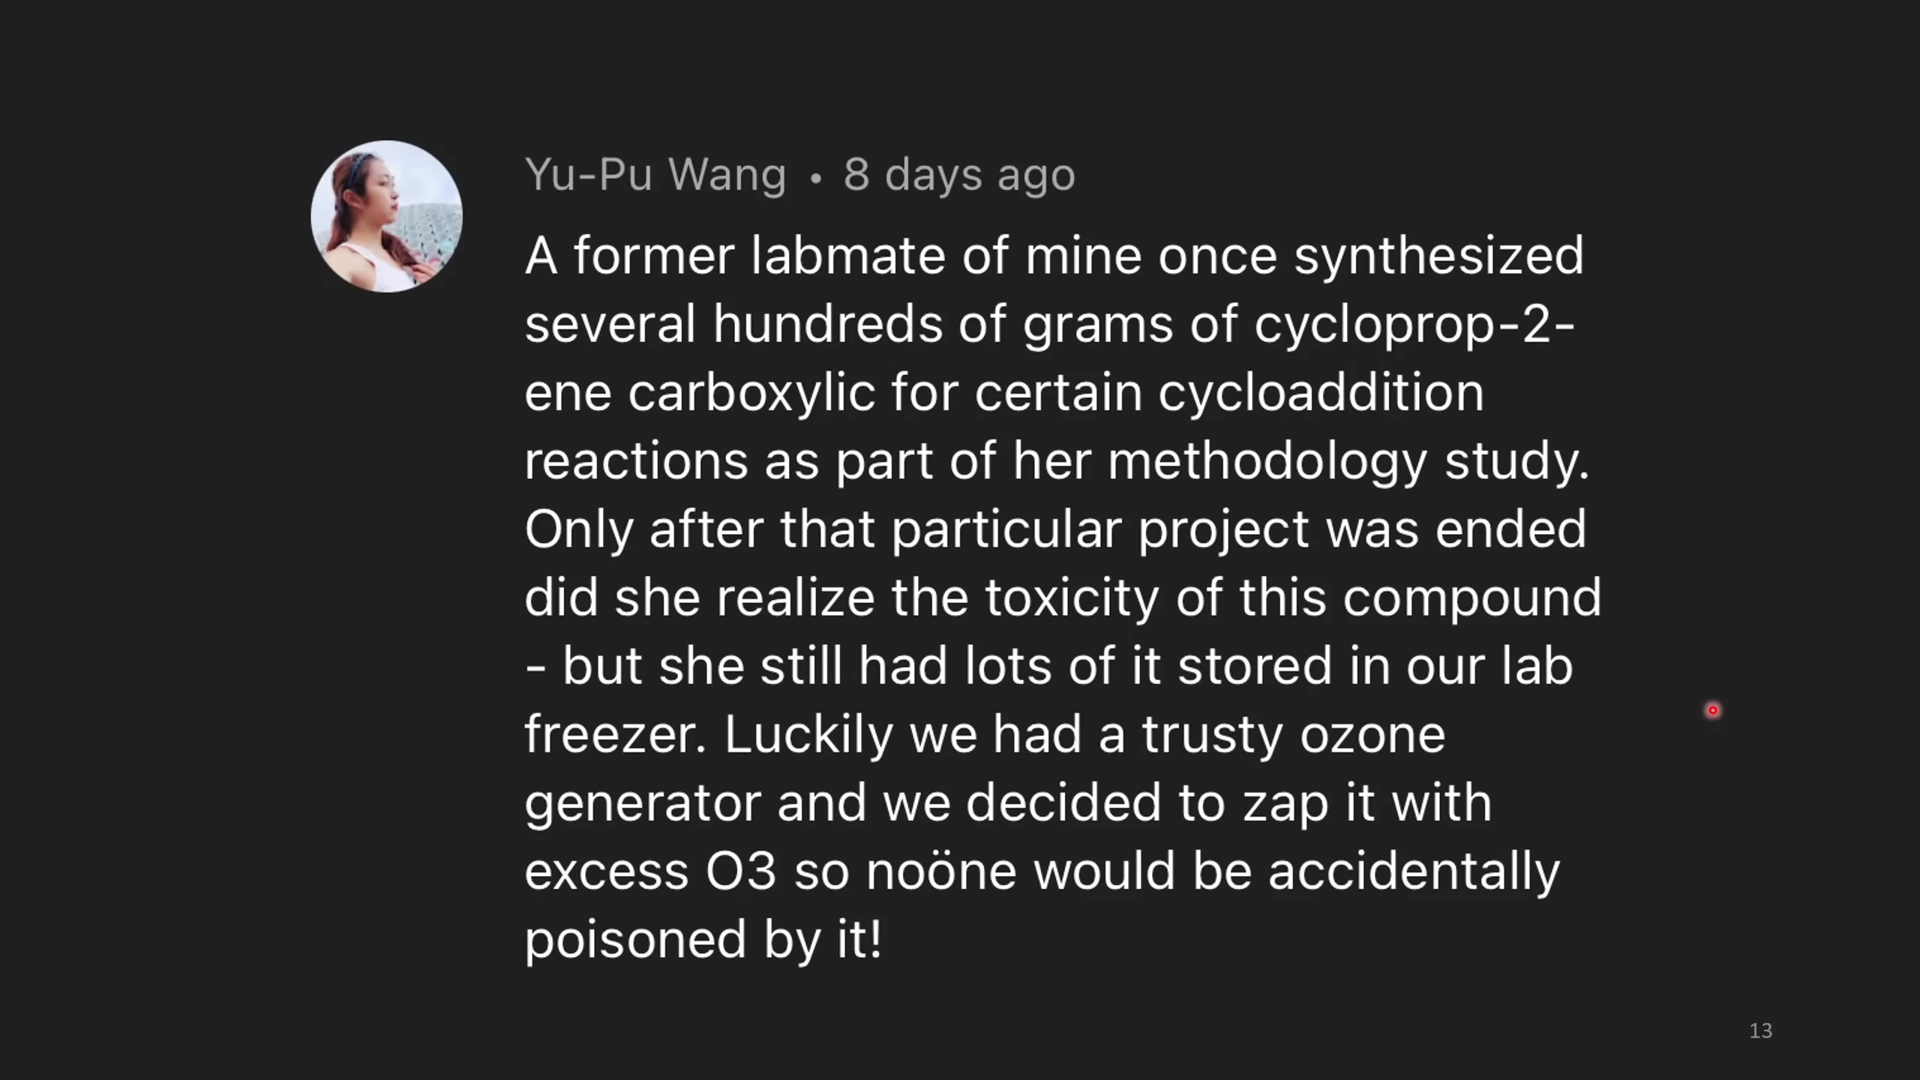 Yu-Pu Wang • 8 days ago
A former labmate of mine once synthesized
several hundreds of grams of cycloprop-2-
ene carboxylic for certain cycloaddition
reactions as part of her methodology study.
Only after that particular project was ended
did she realize the toxicity of this compound
- but she still had lots of it stored in our lab
freezer. Luckily we had a trusty ozone
generator and we decided to zap it with
excess O3 so noöne would be accidentally
poisoned by it!
13